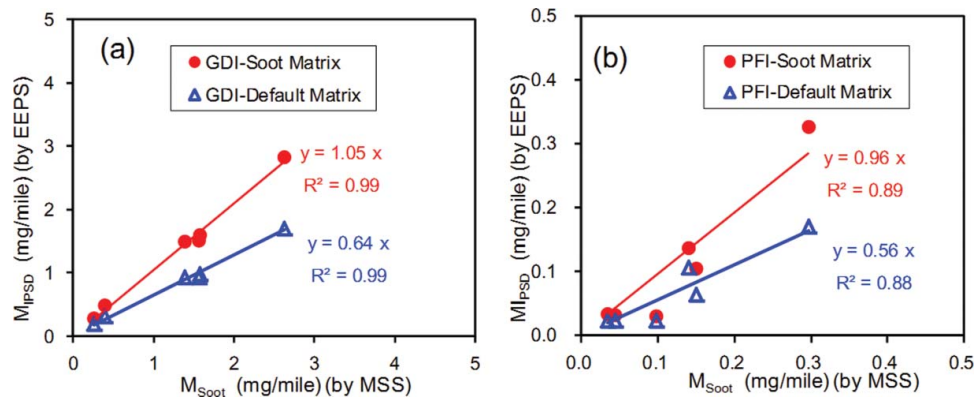 (a)
GDI-Soot Matrix
GDI-Default Matrix
y = 1.05 x
R² = 0.99
y = 0.64 x
R² = 0.99
M_IPSD (mg/mile) (by EEPS)
5
4
3
2
1
0
0 1 2 3 4 5
M_Soot (mg/mile) (by MSS)
(b)
PFI-Soot Matrix
PFI-Default Matrix
y = 0.96 x
R² = 0.89
y = 0.56 x
R² = 0.88
MI_PSD (mg/mile) (by EEPS)
0.5
0.4
0.3
0.2
0.1
0.0
0.0 0.1 0.2 0.3 0.4 0.5
M_Soot (mg/mile) (by MSS)